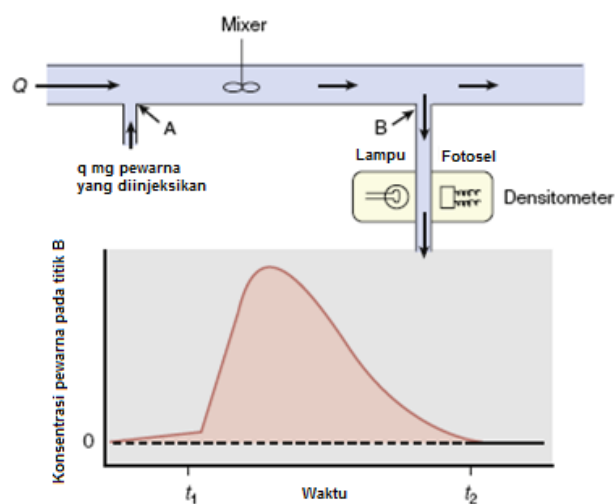 Mixer
Q
A
B
q mg pewarna
yang diinjeksikan
Lampu
Fotosel
Densitometer
Konsentrasi pewarna pada titik B
0
t1
Waktu
t2